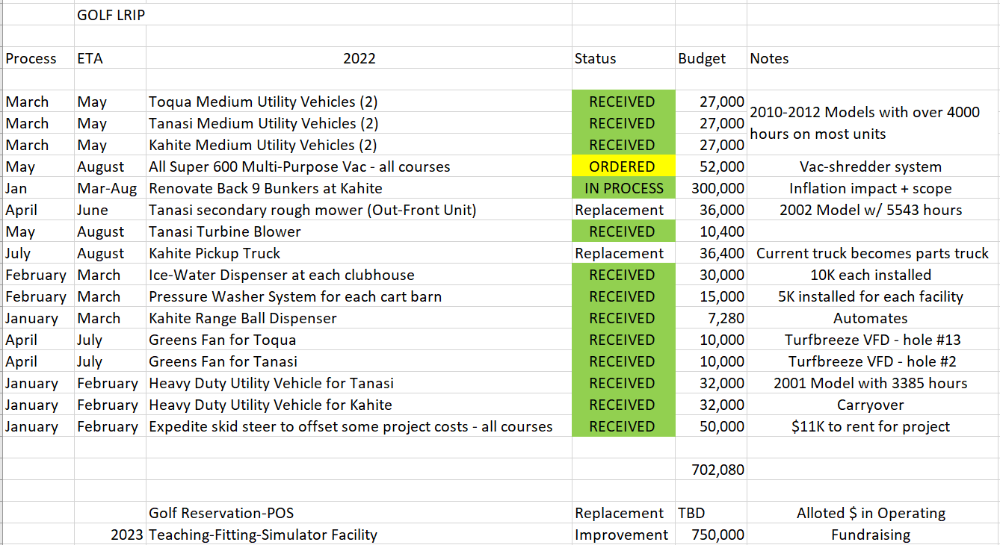 GOLF LRIP
Process ETA 2022 Status Budget Notes
March May Toqua Medium Utility Vehicles (2) RECEIVED 27,000 2010-2012 Models with over 4000
March May Tanasi Medium Utility Vehicles (2) RECEIVED 27,000 hours on most units
March May Kahite Medium Utility Vehicles (2) RECEIVED 27,000
May August All Super 600 Multi-Purpose Vac - all courses ORDERED 52,000 Vac-shredder system
Jan Mar-Aug Renovate Back 9 Bunkers at Kahite IN PROCESS 300,000 Inflation impact + scope
April June Tanasi secondary rough mower (Out-Front Unit) Replacement 36,000 2002 Model w/ 5543 hours
May August Tanasi Turbine Blower RECEIVED 10,400
July August Kahite Pickup Truck Replacement 36,400 Current truck becomes parts truck
February March Ice-Water Dispenser at each clubhouse RECEIVED 30,000 10K each installed
February March Pressure Washer System for each cart barn RECEIVED 15,000 5K installed for each facility
January March Kahite Range Ball Dispenser RECEIVED 7,280 Automates
April July Greens Fan for Toqua RECEIVED 10,000 Turfbreeze VFD - hole #13
April July Greens Fan for Tanasi RECEIVED 10,000 Turfbreeze VFD - hole #2
January February Heavy Duty Utility Vehicle for Tanasi RECEIVED 32,000 2001 Model with 3385 hours
January February Heavy Duty Utility Vehicle for Kahite RECEIVED 32,000 Carryover
January February Expedite skid steer to offset some project costs - all courses RECEIVED 50,000 $11K to rent for project
702,080
Golf Reservation-POS Replacement TBD Alloted $ in Operating
2023 Teaching-Fitting-Simulator Facility Improvement 750,000 Fundraising